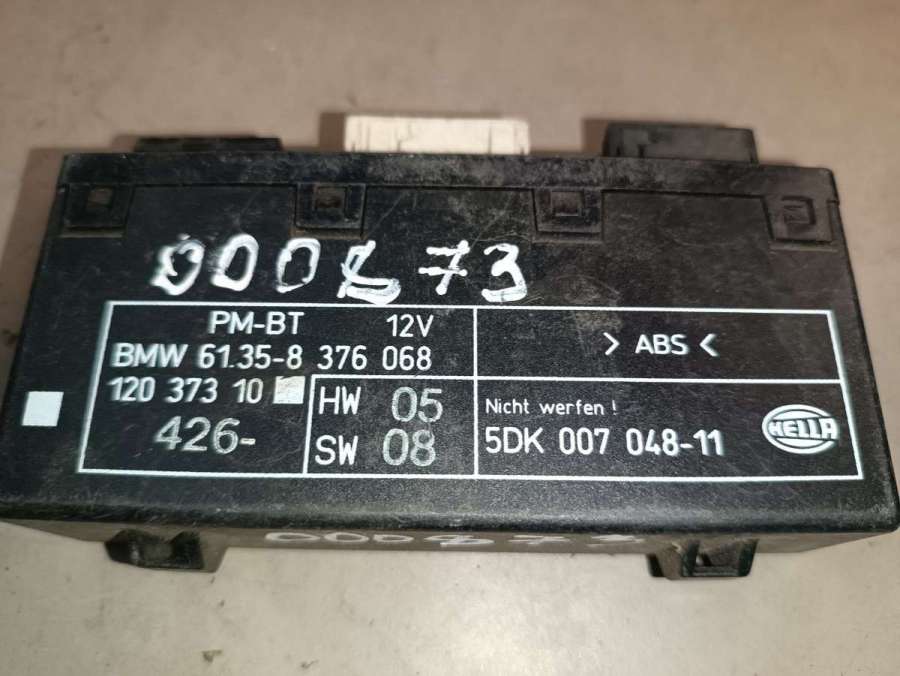 000873
PM-BT 12V
BMW 61.35-8 376 068
120 373 10
426-
HW 05
SW 08
> ABS <
Nicht werfen !
5DK 007 048-11
HELLA